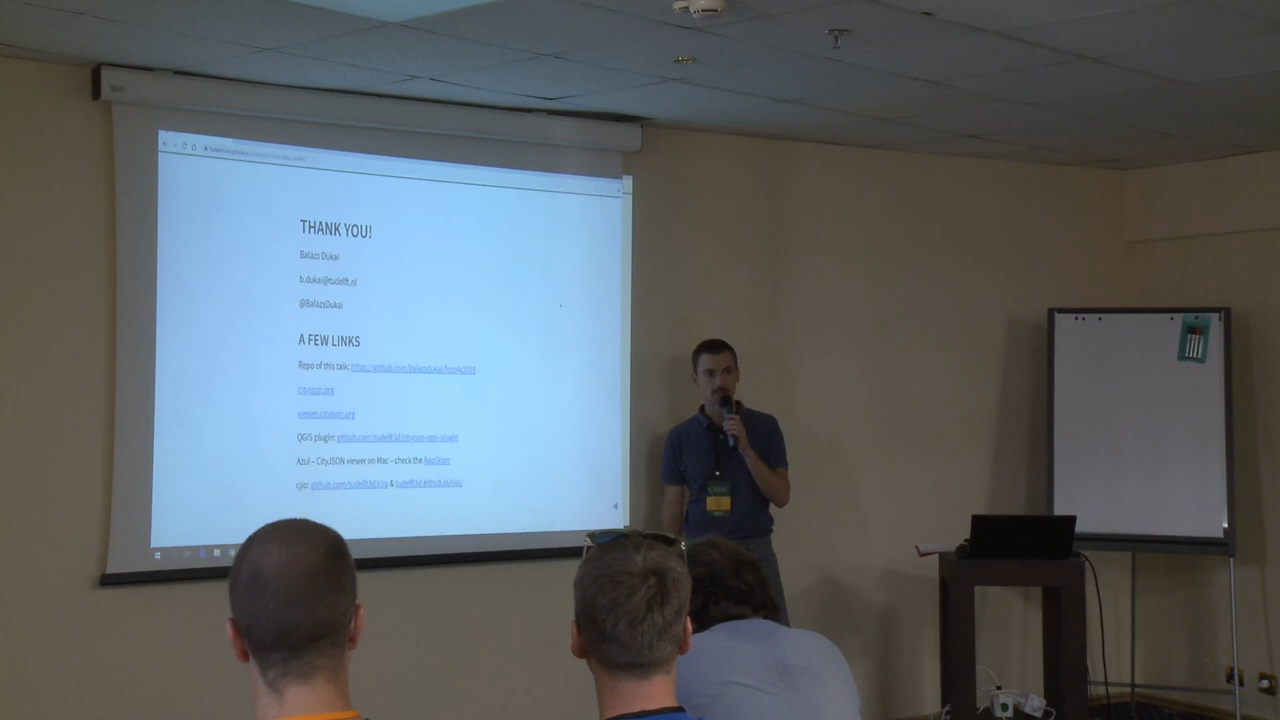 THANK YOU!
Balázs Dukai
b.dukai@tudelft.nl
@BalazsDukai
A FEW LINKS
Repo of this talk: https://github.com/balazsdukai/foss4g2019
cityjson.org
viewer.cityjson.org
QGIS plugin: github.com/tudelft3d/cityjson-qgis-plugin
Azul – CityJSON viewer on Mac – check the AppStore
cjio: github.com/tudelft3d/cjio & tudelft3d.github.io/cjio/